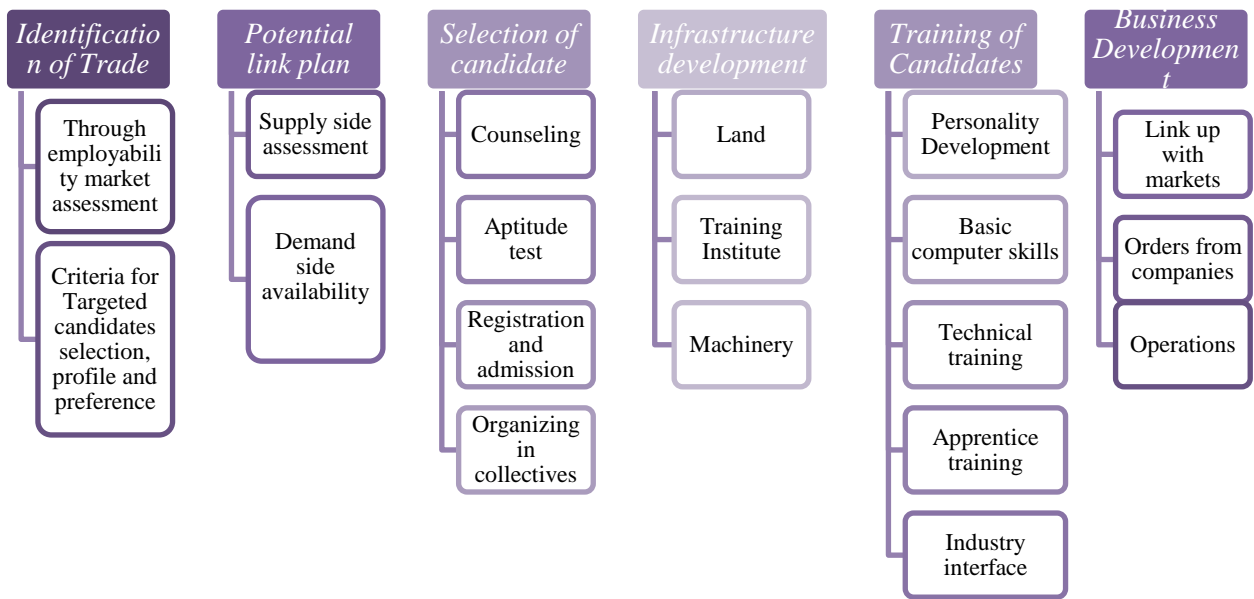 Identificatio
n of Trade
Through
employabili
ty market
assessment
Criteria for
Targeted
candidates
selection,
profile and
preference
Potential
link plan
Supply side
assessment
Demand
side
availability
Selection of
candidate
Counseling
Aptitude
test
Registration
and
admission
Organizing
in
collectives
Infrastructure
development
Land
Training
Institute
Machinery
Training of
Candidates
Personality
Development
Basic
computer skills
Technical
training
Apprentice
training
Industry
interface
Business
Developmen
t
Link up
with
markets
Orders from
companies
Operations